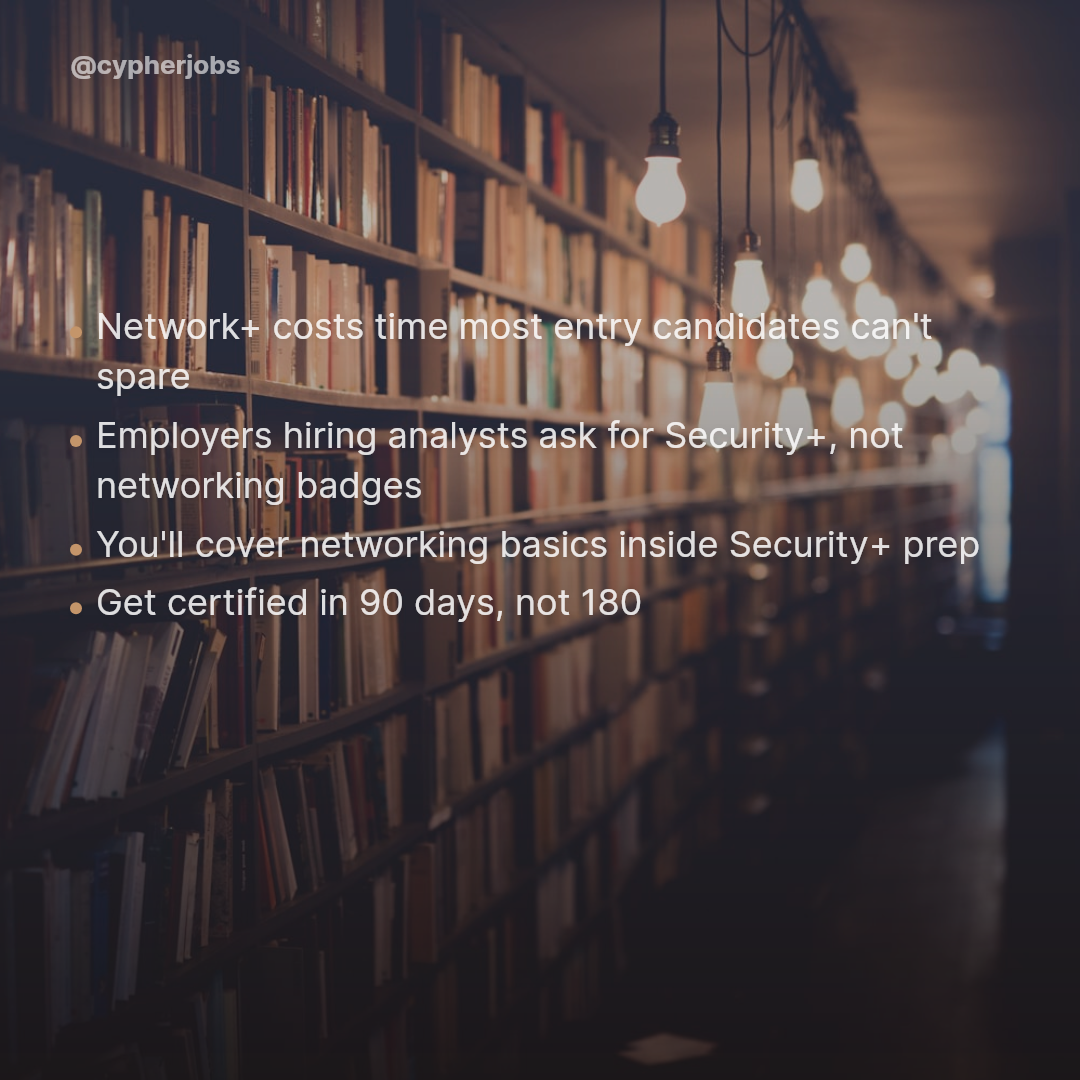 @cypherjobs
Network+ costs time most entry candidates can't
spare
Employers hiring analysts ask for Security+, not
networking badges
You'll cover networking basics inside Security+ prep
Get certified in 90 days, not 180